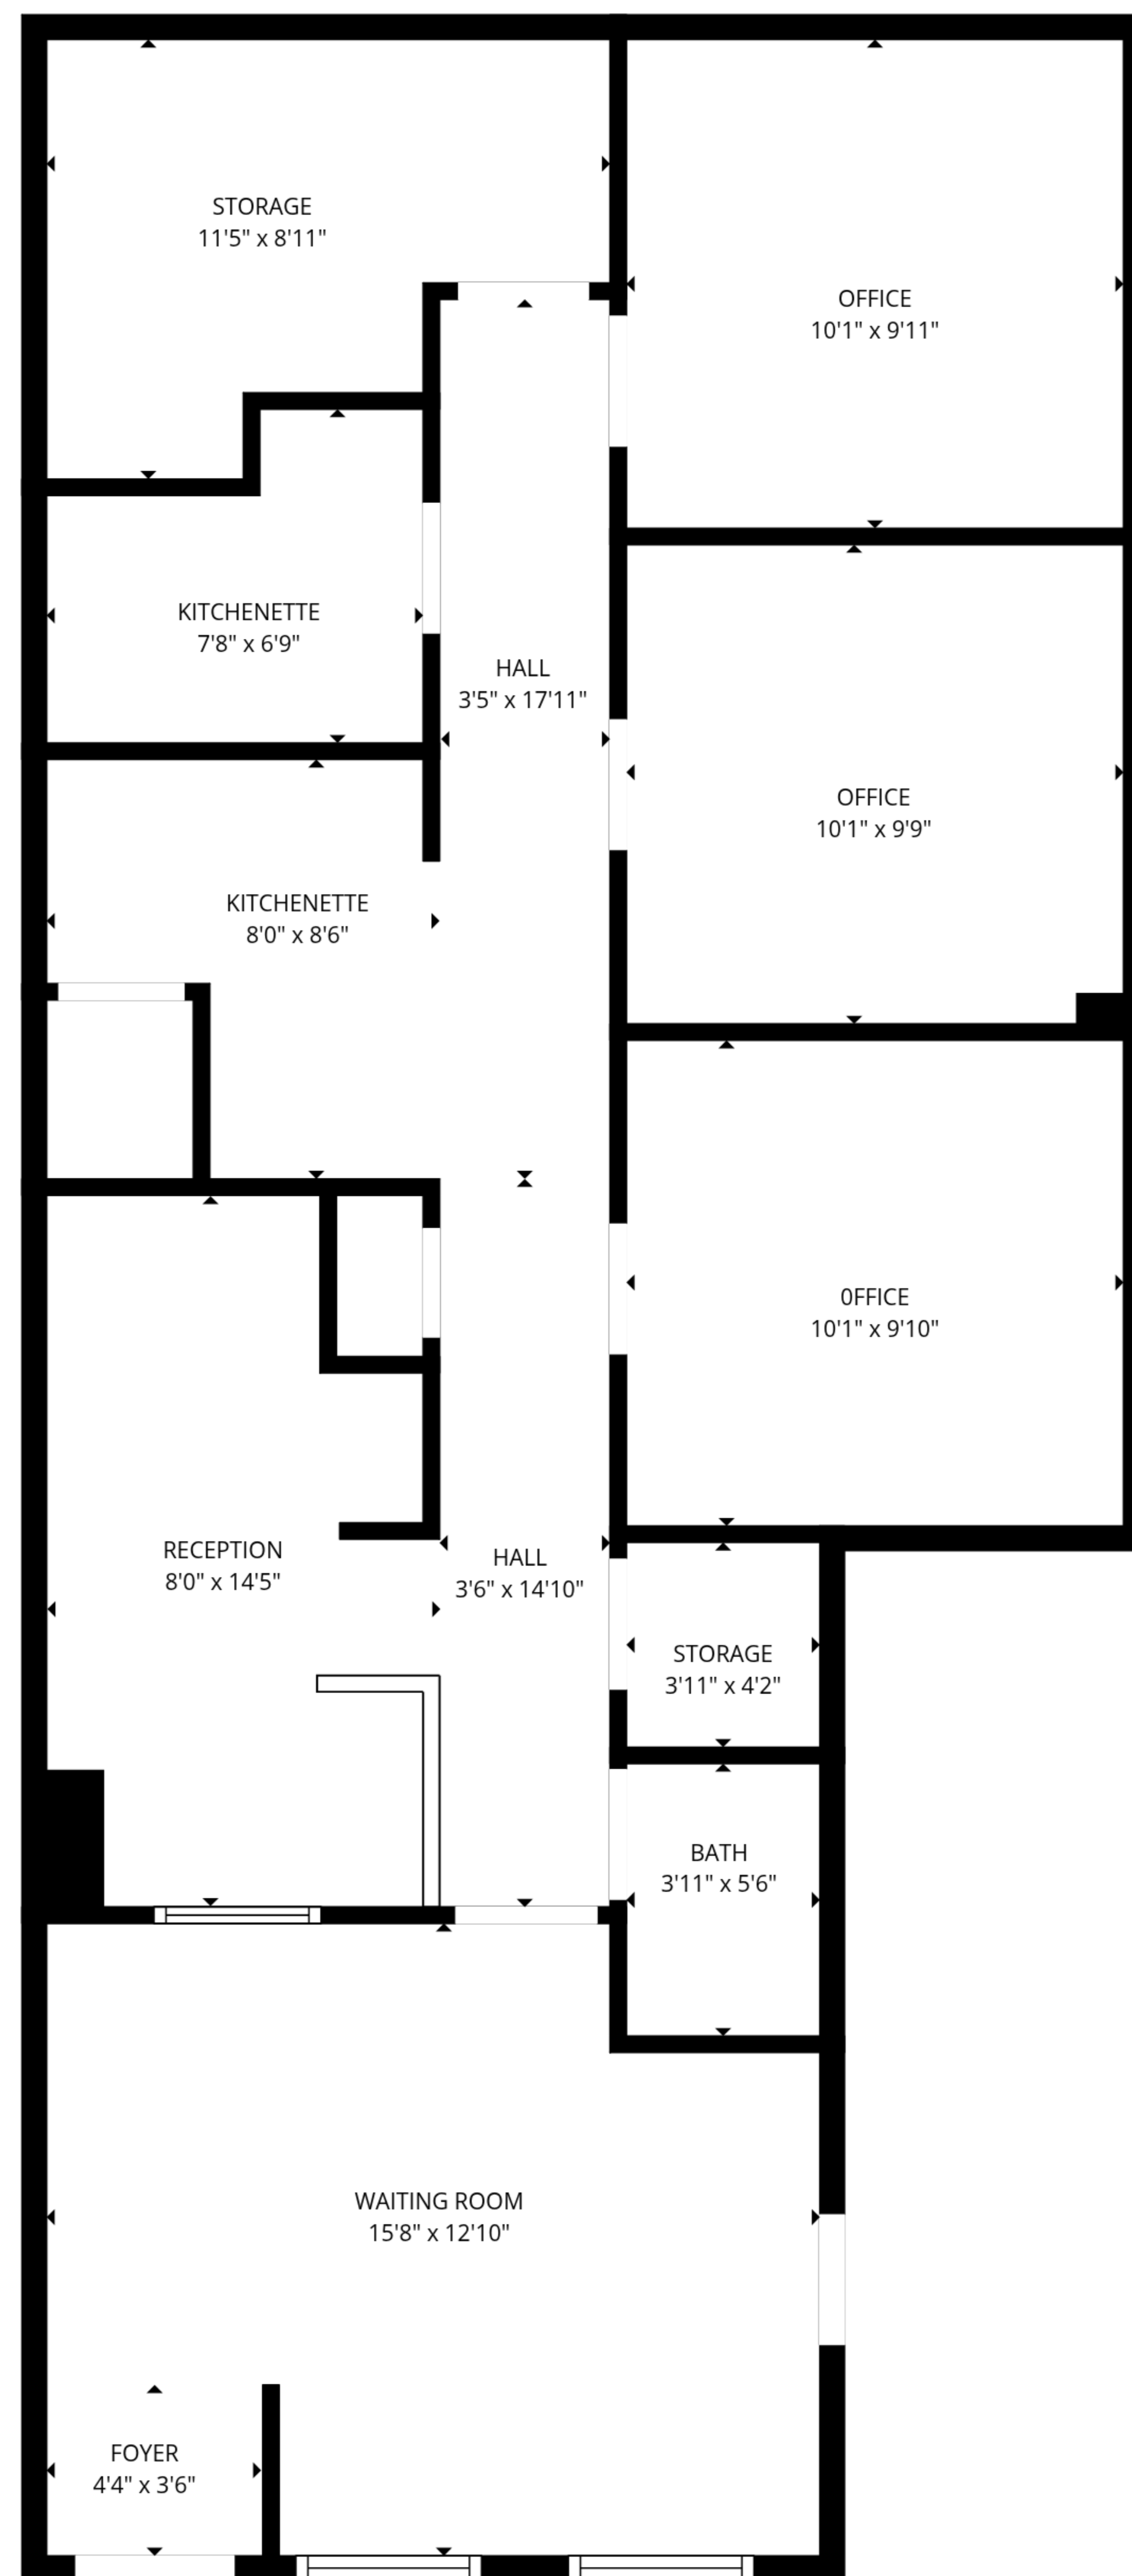 STORAGE
11'5" x 8'11"
OFFICE
10'1" x 9'11"
KITCHENETTE
7'8" x 6'9"
HALL
3'5" x 17'11"
OFFICE
10'1" x 9'9"
KITCHENETTE
8'0" x 8'6"
0FFICE
10'1" x 9'10"
RECEPTION
8'0" x 14'5"
HALL
3'6" x 14'10"
STORAGE
3'11" x 4'2"
BATH
3'11" x 5'6"
WAITING ROOM
15'8" x 12'10"
FOYER
4'4" x 3'6"